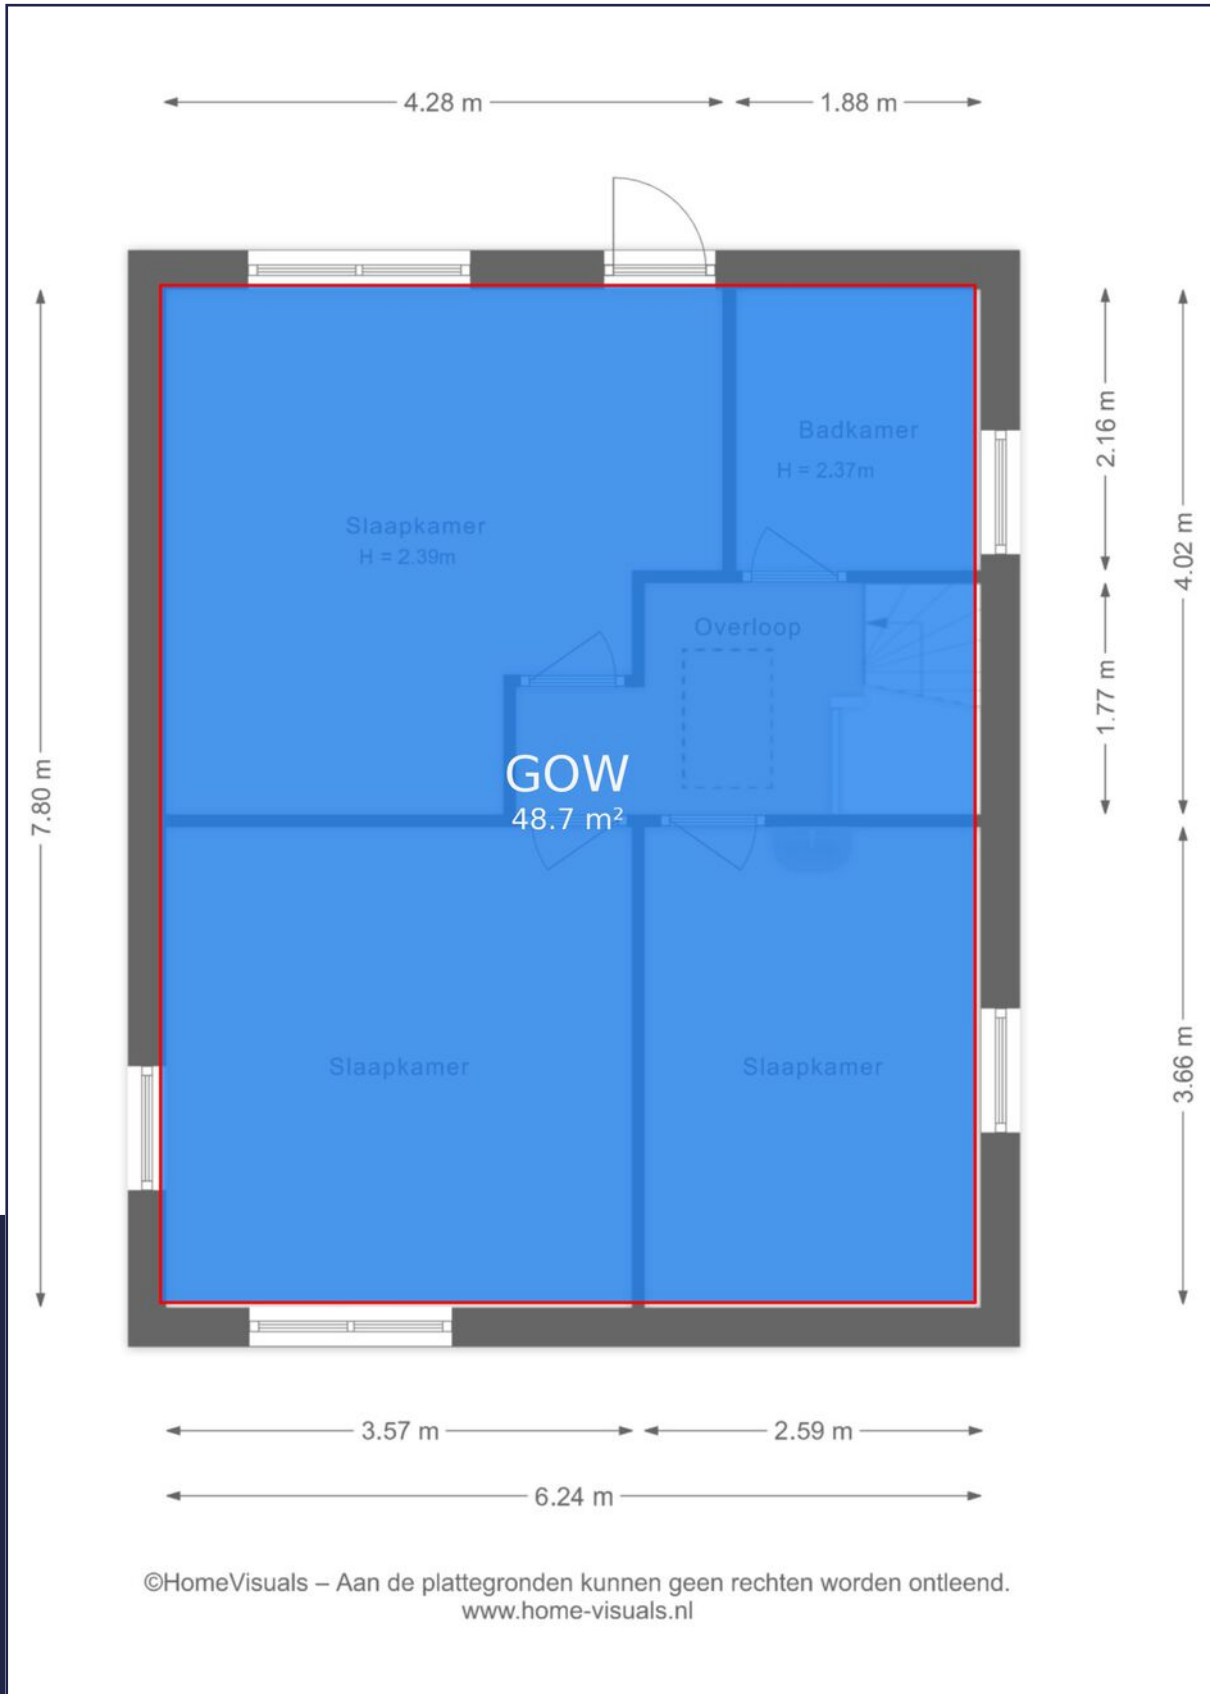 4.28 m
1.88 m
2.16 m
4.02 m
Badkamer
H = 2.37m
Slaapkamer
H = 2.39m
Overloop
1.77 m
7.80 m
GOW
48.7 m²
3.66 m
Slaapkamer
Slaapkamer
3.57 m
2.59 m
6.24 m
©HomeVisuals – Aan de plattegronden kunnen geen rechten worden ontleend.
www.home-visuals.nl